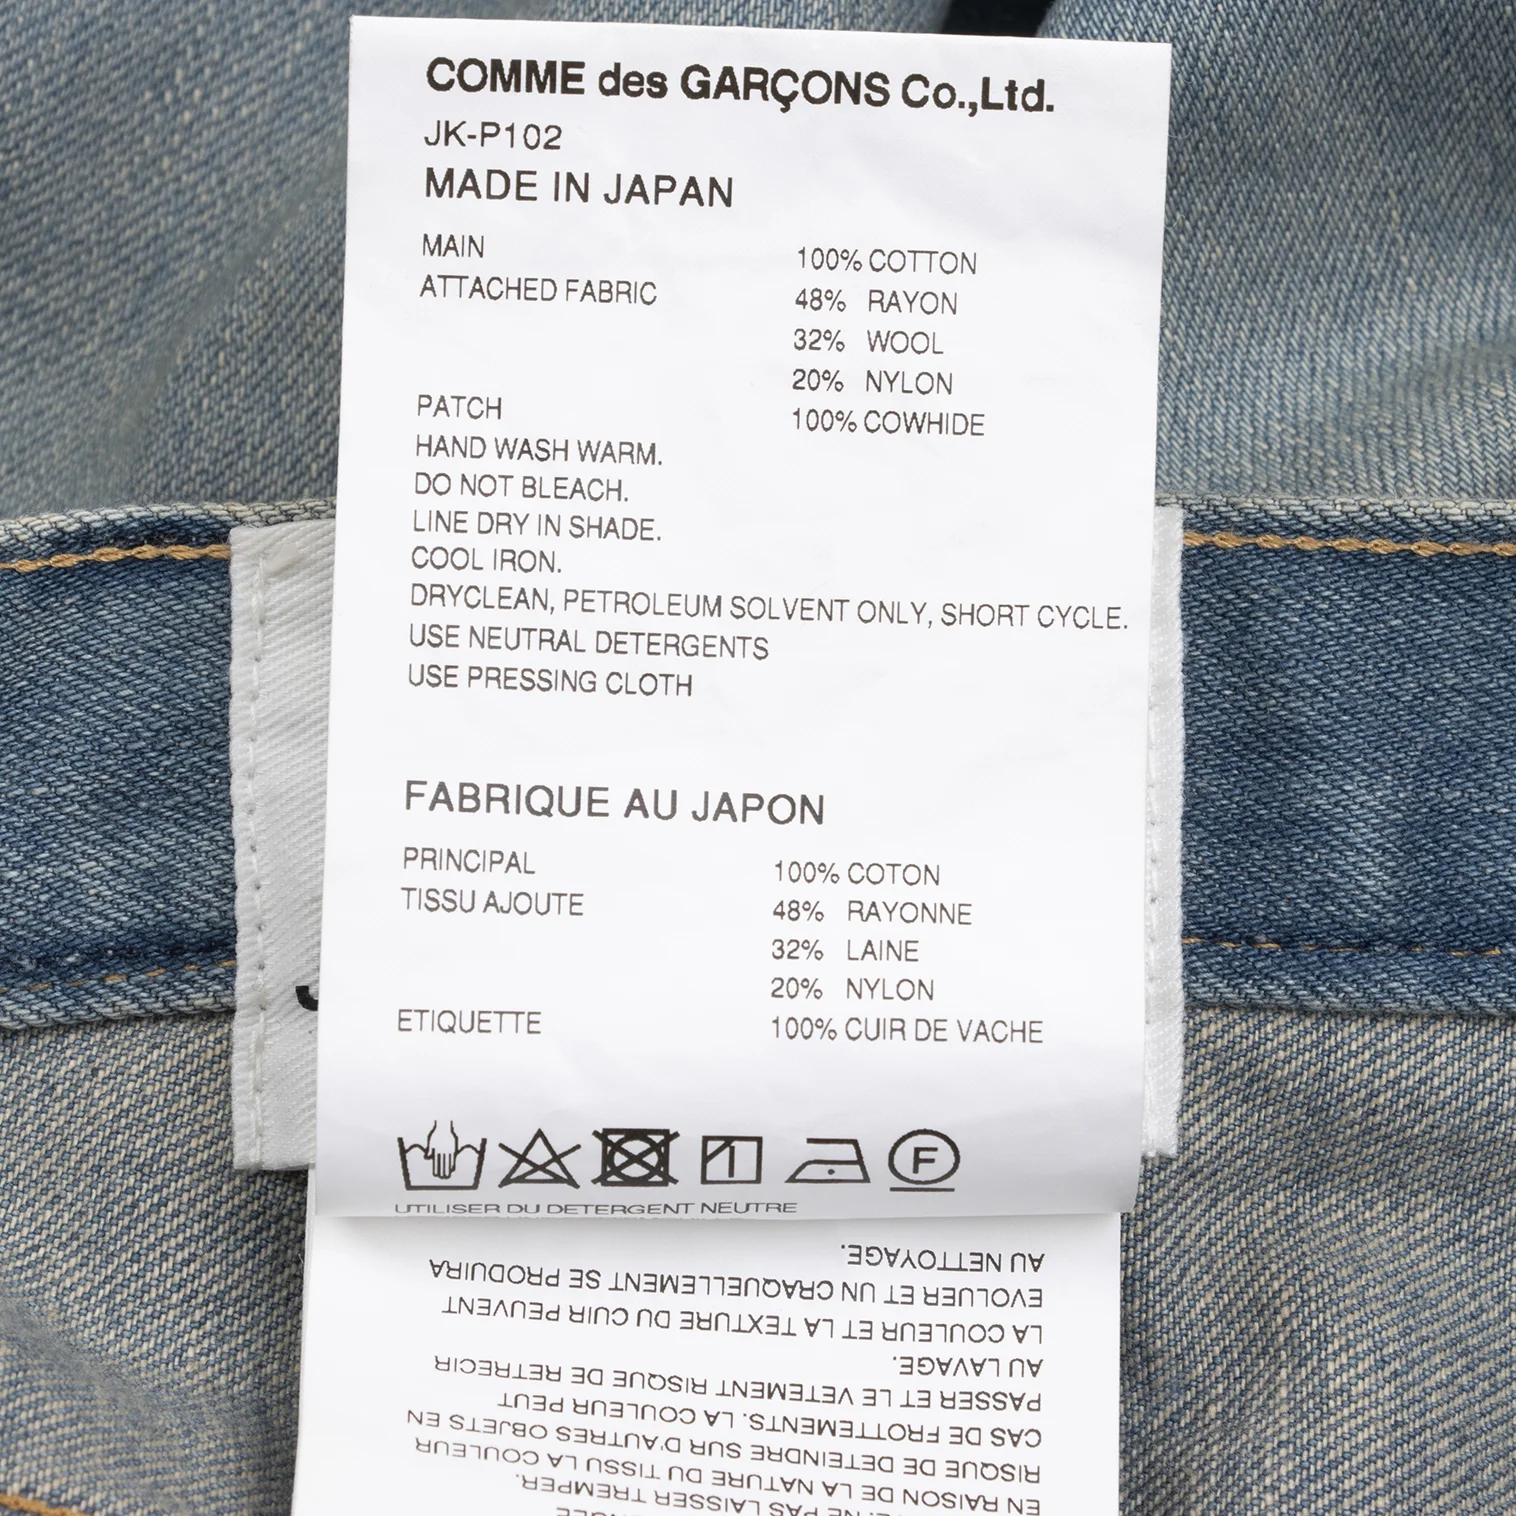 COMME des GARÇONS Co.,Ltd.
JK-P102
MADE IN JAPAN
MAIN 100% COTTON
ATTACHED FABRIC 48% RAYON
32% WOOL
20% NYLON
PATCH 100% COWHIDE
HAND WASH WARM.
DO NOT BLEACH.
LINE DRY IN SHADE.
COOL IRON.
DRYCLEAN, PETROLEUM SOLVENT ONLY, SHORT CYCLE.
USE NEUTRAL DETERGENTS
USE PRESSING CLOTH
FABRIQUE AU JAPON
PRINCIPAL 100% COTON
TISSU AJOUTE 48% RAYONNE
32% LAINE
20% NYLON
ETIQUETTE 100% CUIR DE VACHE
F
UTILISER DU DETERGENT NEUTRE
NE PAS LAISSER TREMPER.
EN RAISON DE LA NATURE DU TISSU LA COULEUR
RISQUE DE DETEINDRE SUR D'AUTRES OBJETS EN
CAS DE FROTTEMENTS. LA COULEUR PEUT
PASSER ET LE VETEMENT RISQUE DE RETRECIR
AU LAVAGE.
LA COULEUR ET LA TEXTURE DU CUIR PEUVENT
EVOLUER ET UN CRAQUELLEMENT SE PRODUIRA
AU NETTOYAGE.